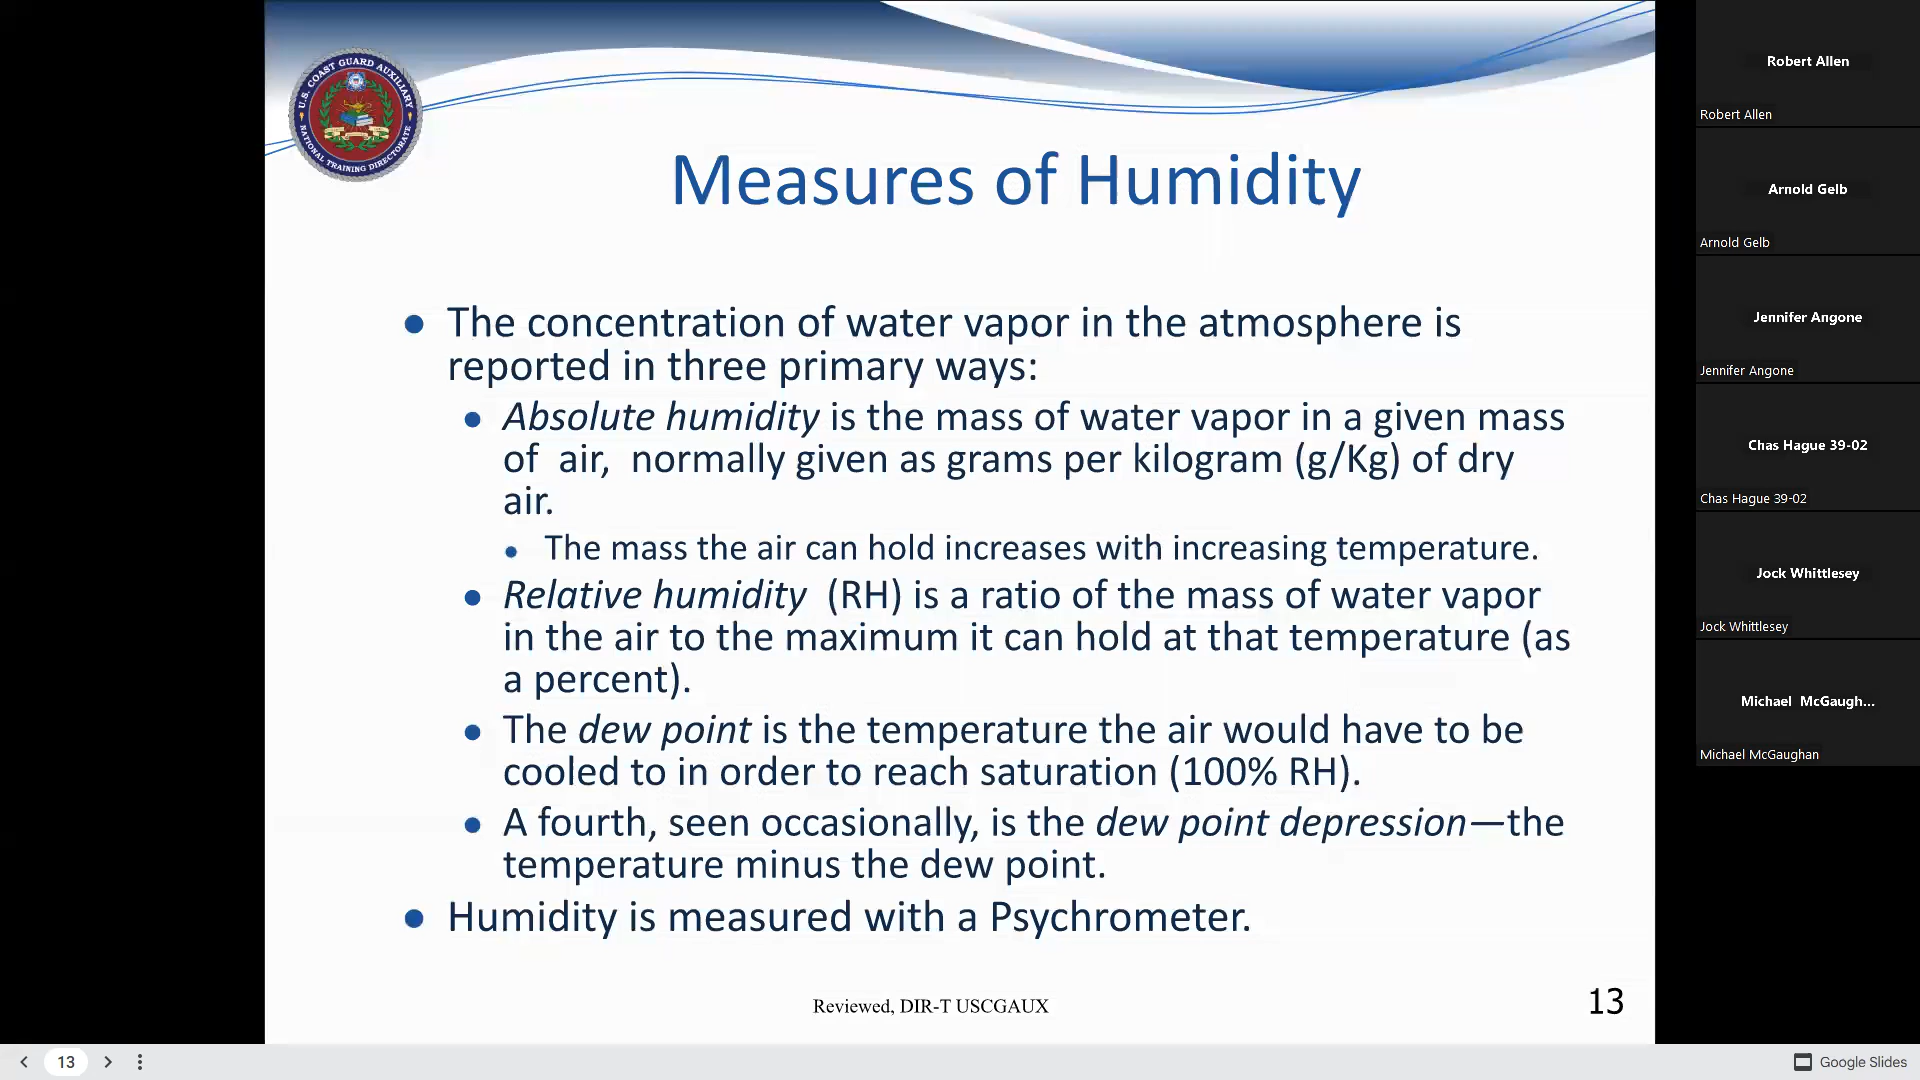 U.S. COAST GUARD AUXILIARY
NATIONAL TRAINING DIRECTORATE
Measures of Humidity
● The concentration of water vapor in the atmosphere is
reported in three primary ways:
● Absolute humidity is the mass of water vapor in a given mass
of air, normally given as grams per kilogram (g/Kg) of dry
air.
● The mass the air can hold increases with increasing temperature.
● Relative humidity (RH) is a ratio of the mass of water vapor
in the air to the maximum it can hold at that temperature (as
a percent).
● The dew point is the temperature the air would have to be
cooled to in order to reach saturation (100% RH).
● A fourth, seen occasionally, is the dew point depression—the
temperature minus the dew point.
● Humidity is measured with a Psychrometer.
Reviewed, DIR-T USCGAUX
13
13
Google Slides
Robert Allen
Robert Allen
Arnold Gelb
Arnold Gelb
Jennifer Angone
Jennifer Angone
Chas Hague 39-02
Chas Hague 39-02
Jock Whittlesey
Jock Whittlesey
Michael McGaugh...
Michael McGaughan